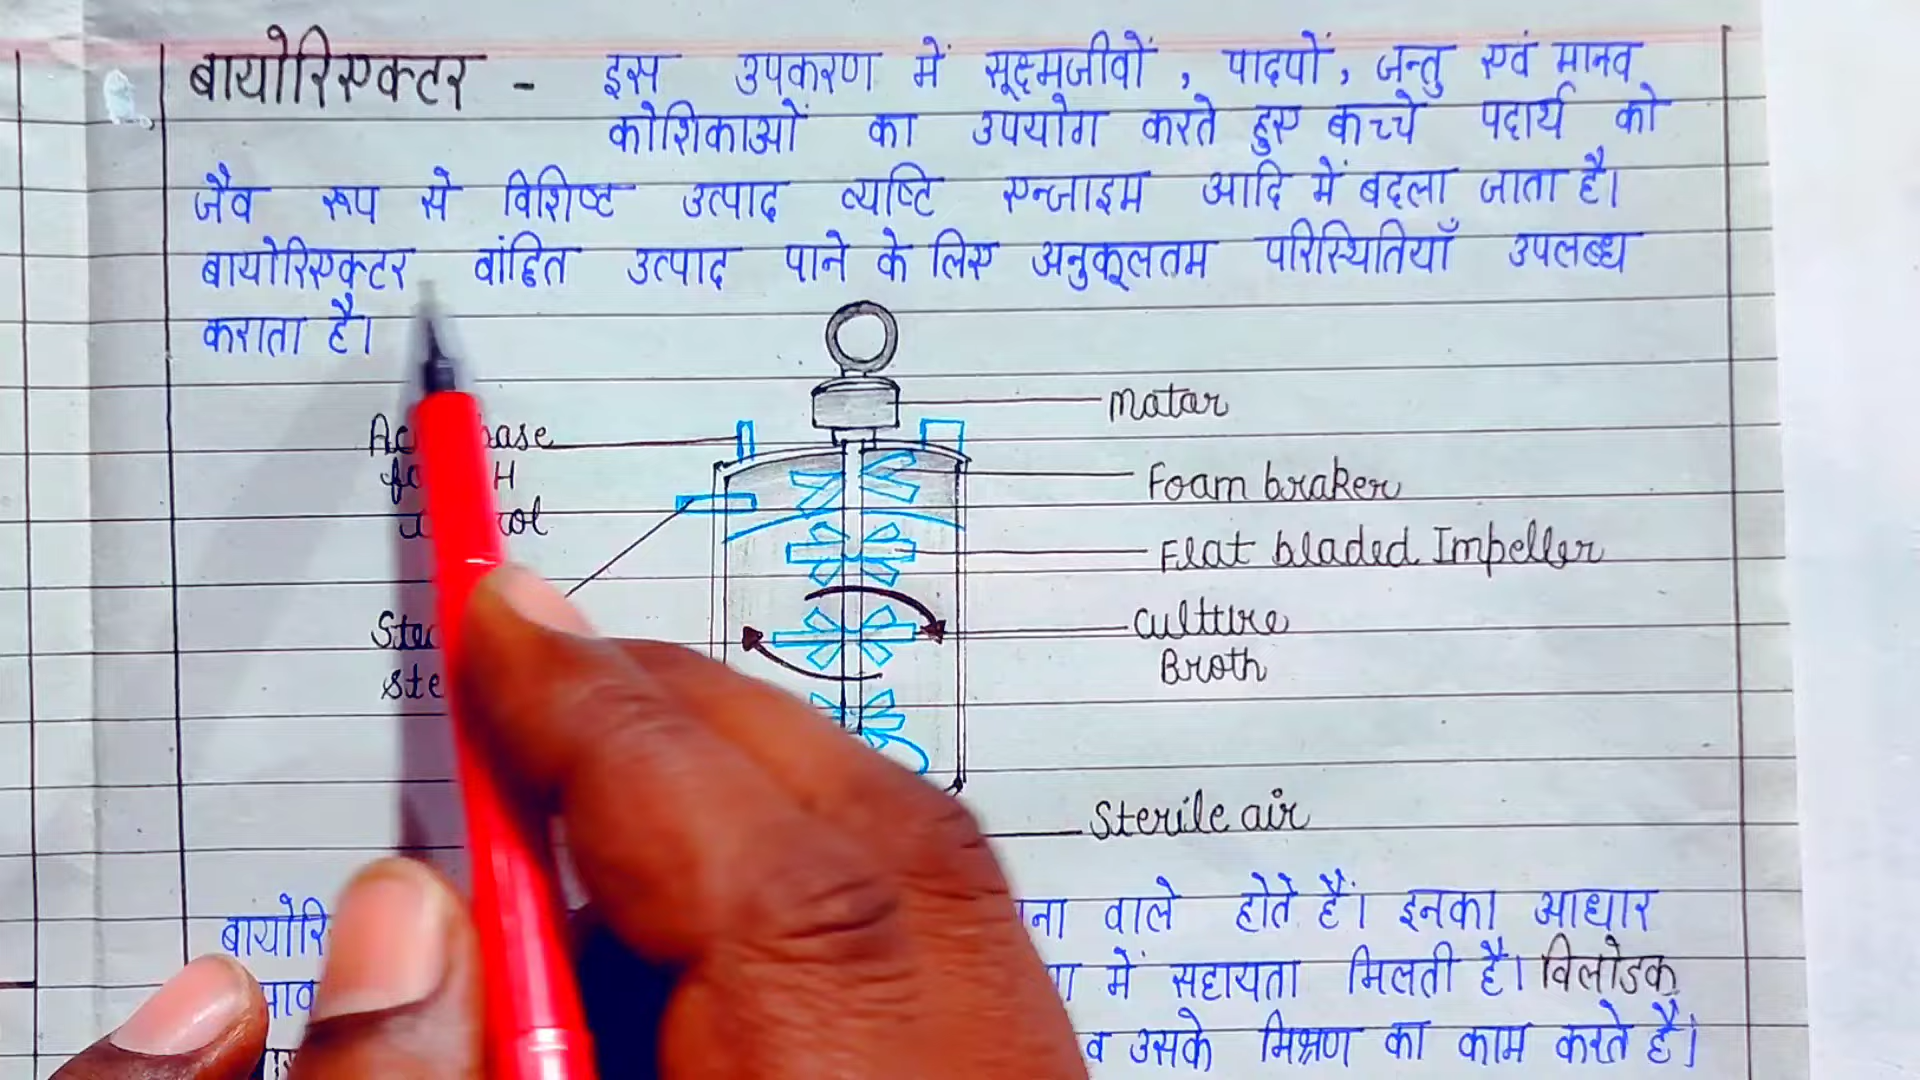 बायोरिएक्टर - इस उपकरण में सूक्ष्मजीवों, पादपों, जन्तु एवं मानव
कोशिकाओं का उपयोग करते हुए कच्चे पदार्थ को
जैव रूप से विशिष्ट उत्पाद व्यष्टि एन्जाइम आदि में बदला जाता है।
बायोरिएक्टर वांछित उत्पाद पाने के लिए अनुकूलतम परिस्थितियाँ उपलब्ध
कराता है।
Motar
Foam braker
Flat bladed Impeller
Cultture
Broth
Sterile air
वाले होते हैं। इनका आधार
में सहायता मिलती है। विलोडक
व उसके मिश्रण का काम करते है।